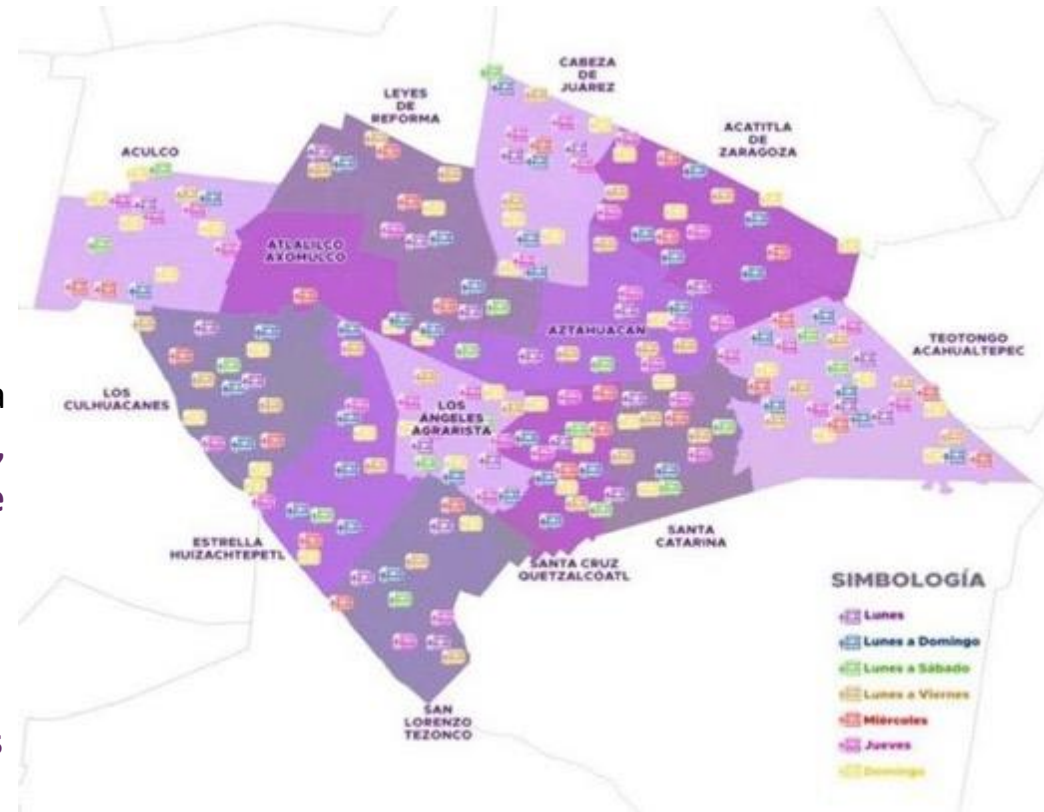 CABEZA
DE
JUÁREZ
LEYES
DE
REFORMA
ACATITLA
DE
ZARAGOZA
ACULCO
ATLALILCO
AXOMULCO
AZTAHUACAN
TEOTONGO
ACAHUALTEPEC
LOS
CULHUACANES
LOS
ÁNGELES
AGRARISTA
ESTRELLA
HUIZACHTEPETL
SANTA
CATARINA
SANTA CRUZ
QUETZALCOATL
SAN
LORENZO
TEZONCO
SIMBOLOGÍA
Lunes
Lunes a Domingo
Lunes a Sábado
Lunes a Viernes
Miércoles
Jueves
Domingo